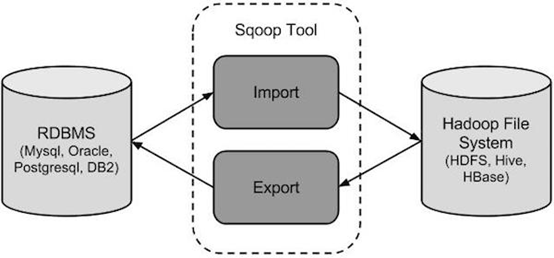 Sqoop Tool
Import
Export
RDBMS
(Mysql, Oracle,
Postgresql, DB2)
Hadoop File
System
(HDFS, Hive,
HBase)